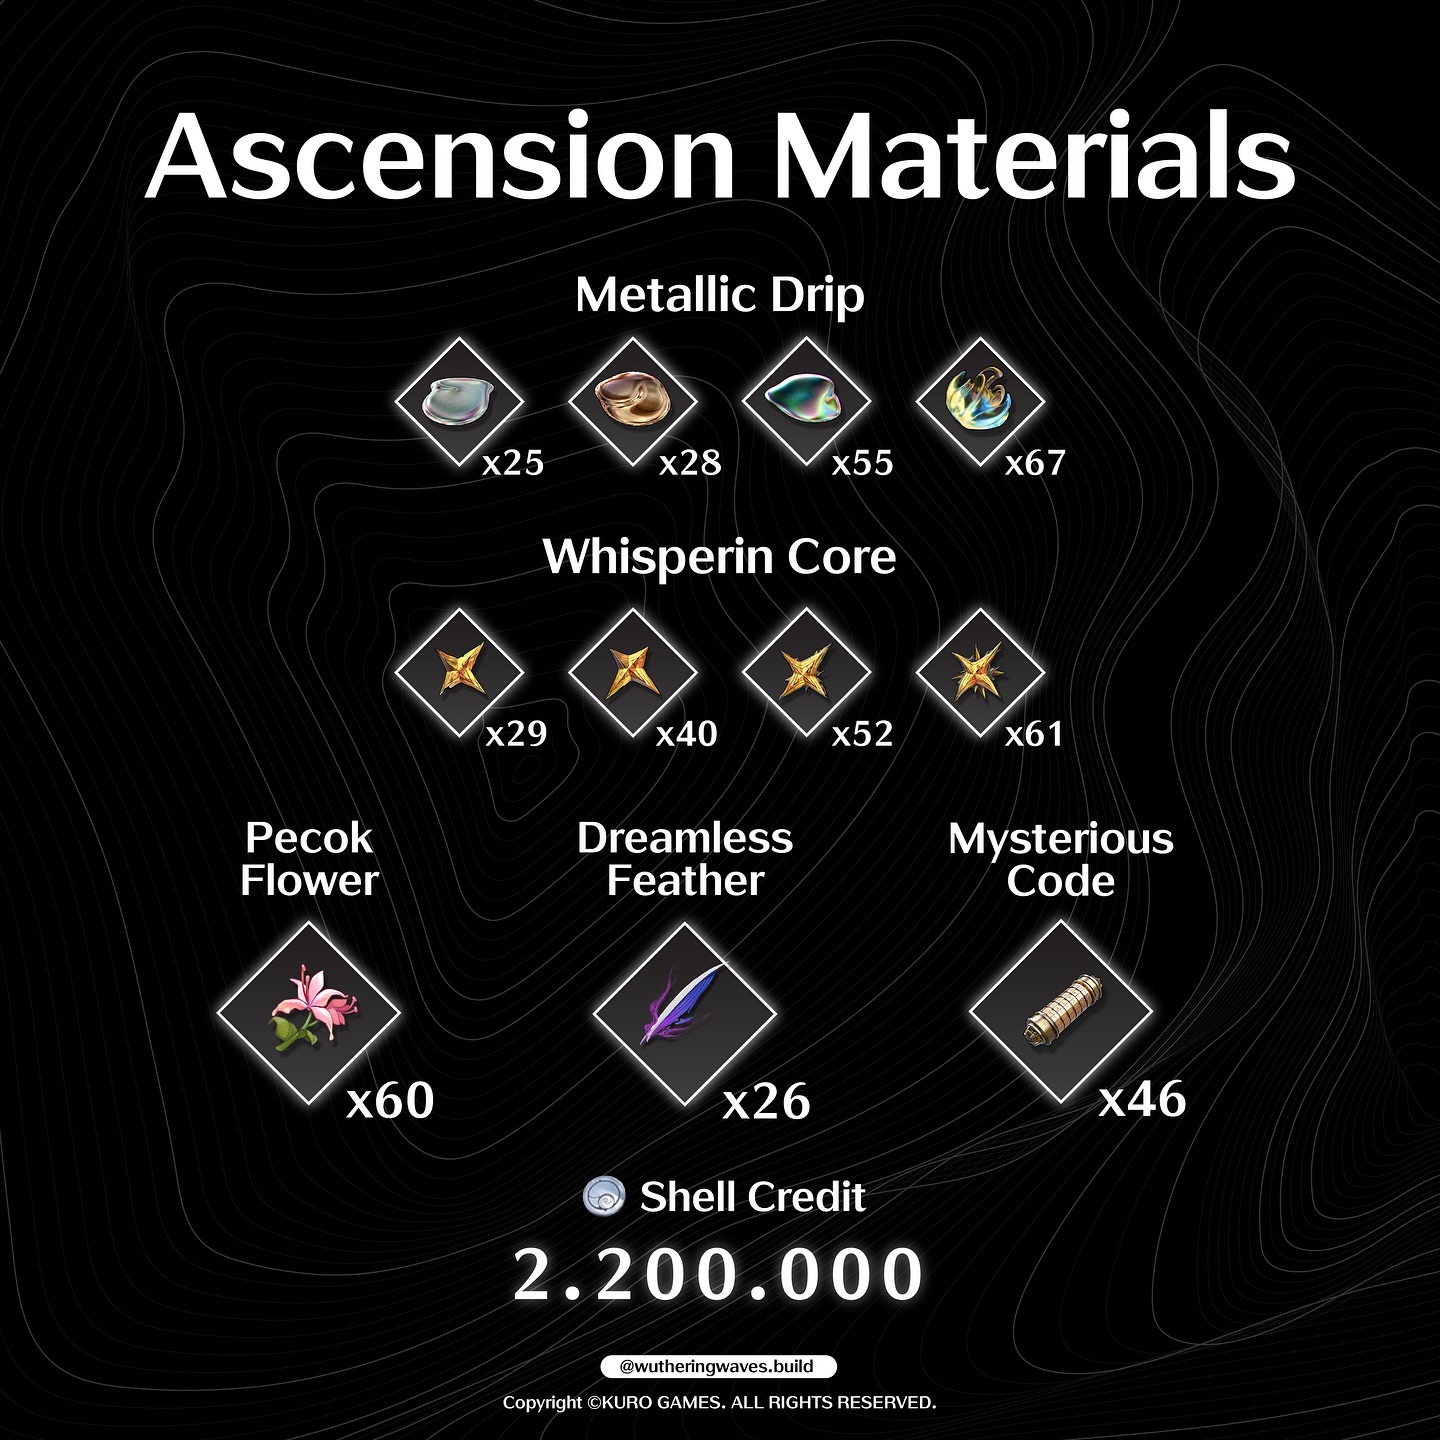 Ascension Materials
Metallic Drip
x25 x28 x55 x67
Whisperin Core
x29 x40 x52 x61
Pecok
Flower
x60
Dreamless
Feather
x26
Mysterious
Code
x46
Shell Credit
2.200.000
@wutheringwaves.build
Copyright ©KURO GAMES. ALL RIGHTS RESERVED.